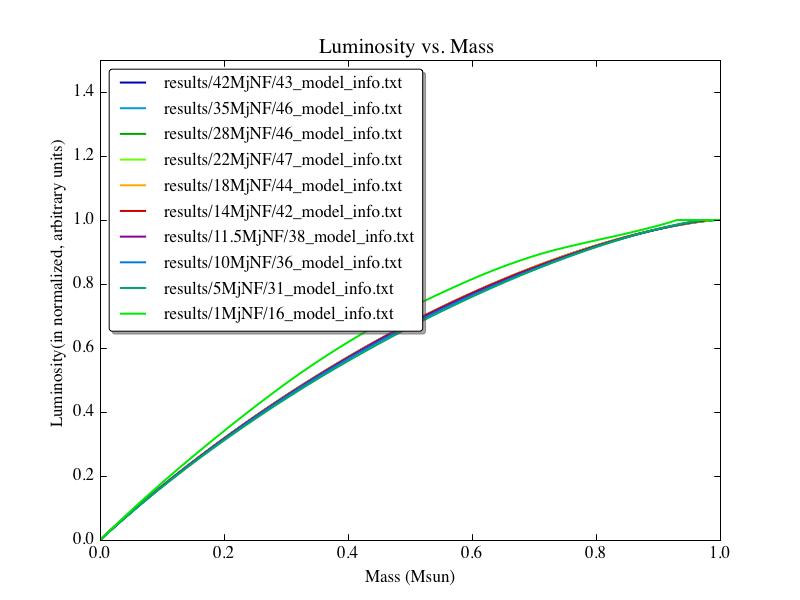 Luminosity vs. Mass
Luminosity(in normalized, arbitrary units)
1.4
1.2
1.0
0.8
0.6
0.4
0.2
0.0
results/42MjNF/43_model_info.txt
results/35MjNF/46_model_info.txt
results/28MjNF/46_model_info.txt
results/22MjNF/47_model_info.txt
results/18MjNF/44_model_info.txt
results/14MjNF/42_model_info.txt
results/11.5MjNF/38_model_info.txt
results/10MjNF/36_model_info.txt
results/5MjNF/31_model_info.txt
results/1MjNF/16_model_info.txt
0.0 0.2 0.4 0.6 0.8 1.0
Mass (Msun)